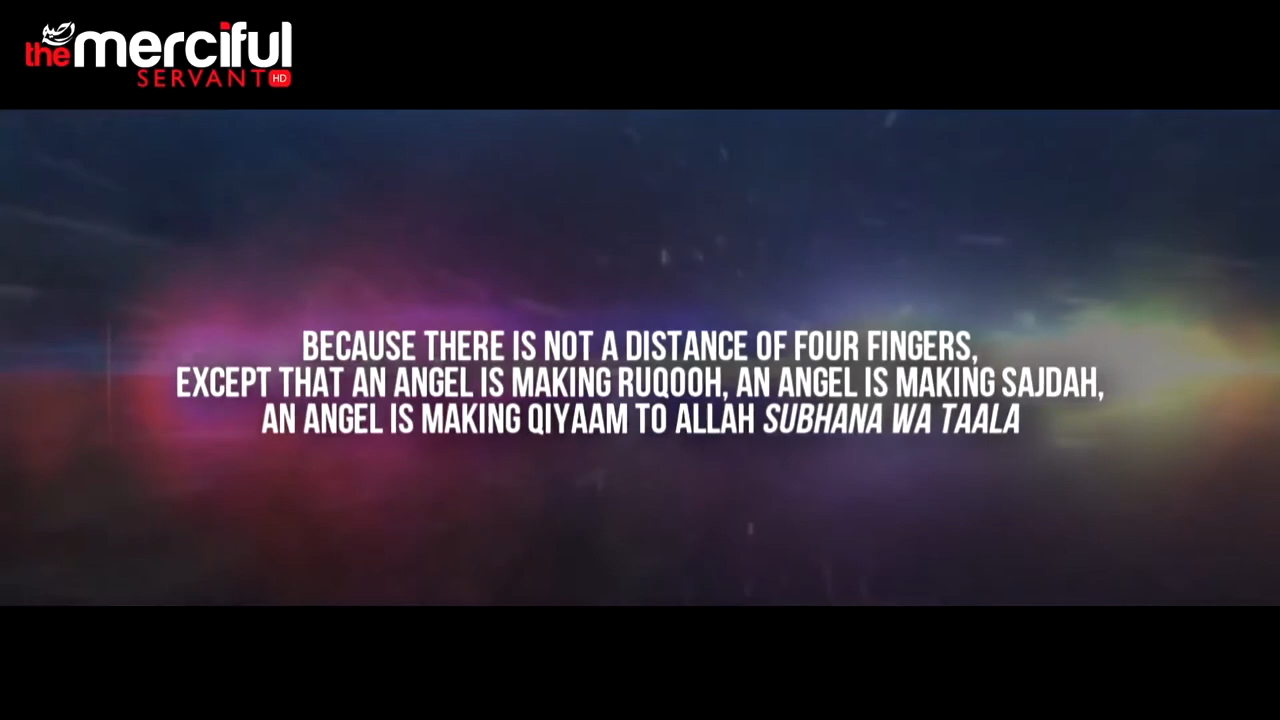 the merciful
SERVANT HD
BECAUSE THERE IS NOT A DISTANCE OF FOUR FINGERS,
EXCEPT THAT AN ANGEL IS MAKING RUQOOH, AN ANGEL IS MAKING SAJDAH,
AN ANGEL IS MAKING QIYAAM TO ALLAH SUBHANA WA TAALA